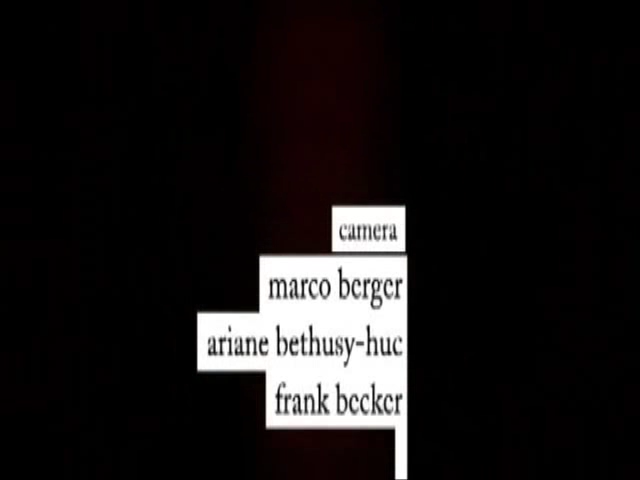 camera
marco berger
ariane bethusy-huc
frank becker